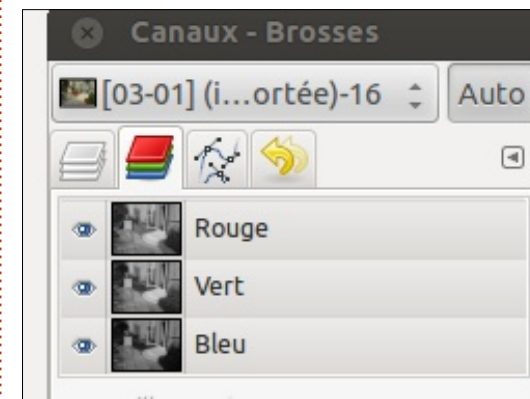 Canaux - Brosses
[03-01] (i...ortée)-16 Auto
Rouge
Vert
Bleu